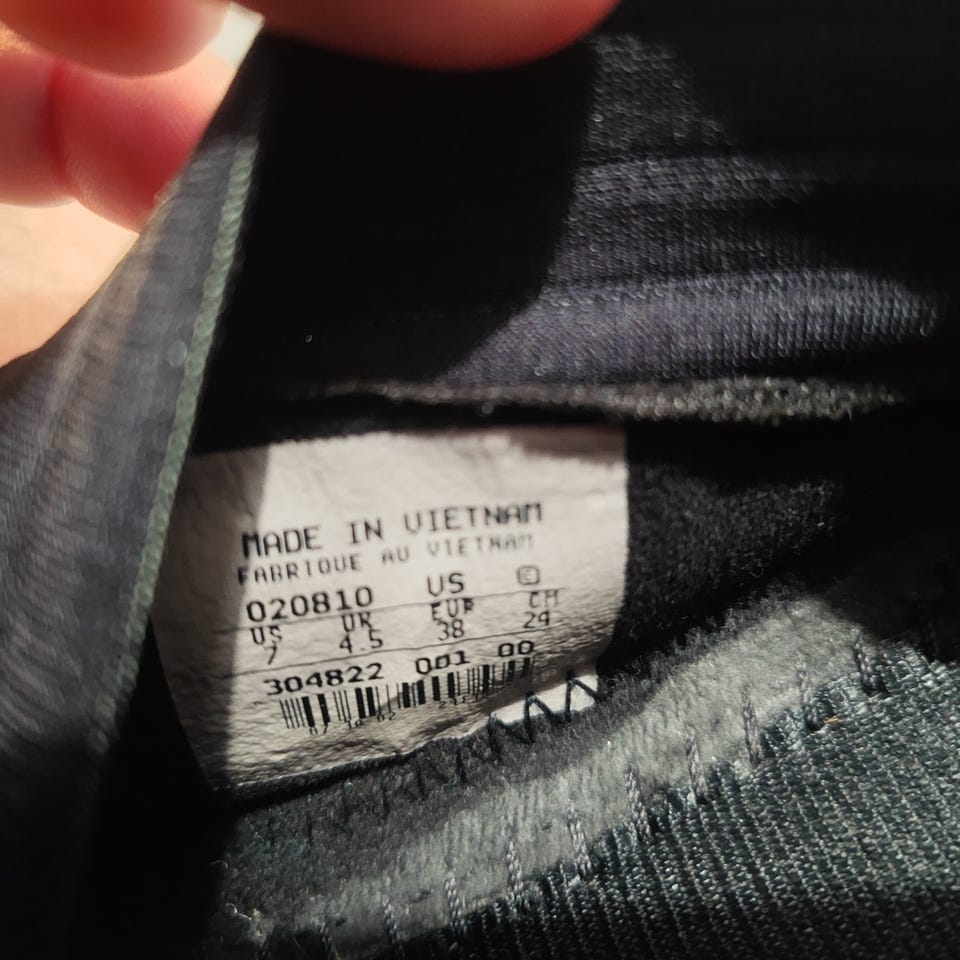 MADE IN VIETNAM
FABRIQUE AU VIETNAM
020810 US
US UK EUR CM
7 4.5 38 24
304822 001 00